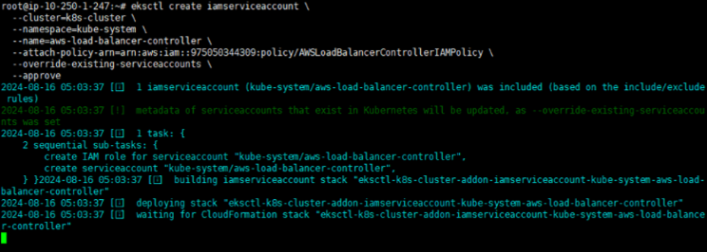 root@ip-10-250-1-247:~# eksctl create iamserviceaccount \
--cluster=k8s-cluster \
--namespace=kube-system \
--name=aws-load-balancer-controller \
--attach-policy-arn=arn:aws:iam::975050344309:policy/AWSLoadBalancerControllerIAMPolicy \
--override-existing-serviceaccounts \
--approve
2024-08-16 05:03:37 [ℹ]  1 iamserviceaccount (kube-system/aws-load-balancer-controller) was included (based on the include/exclude
rules)
2024-08-16 05:03:37 [!]  metadata of serviceaccounts that exist in Kubernetes will be updated, as --override-existing-serviceaccou
nts was set
2024-08-16 05:03:37 [ℹ]  1 task: {
2 sequential sub-tasks: {
create IAM role for serviceaccount "kube-system/aws-load-balancer-controller",
create serviceaccount "kube-system/aws-load-balancer-controller",
} }2024-08-16 05:03:37 [ℹ]  building iamserviceaccount stack "eksctl-k8s-cluster-addon-iamserviceaccount-kube-system-aws-load-
balancer-controller"
2024-08-16 05:03:37 [ℹ]  deploying stack "eksctl-k8s-cluster-addon-iamserviceaccount-kube-system-aws-load-balancer-controller"
2024-08-16 05:03:37 [ℹ]  waiting for CloudFormation stack "eksctl-k8s-cluster-addon-iamserviceaccount-kube-system-aws-load-balance
r-controller"